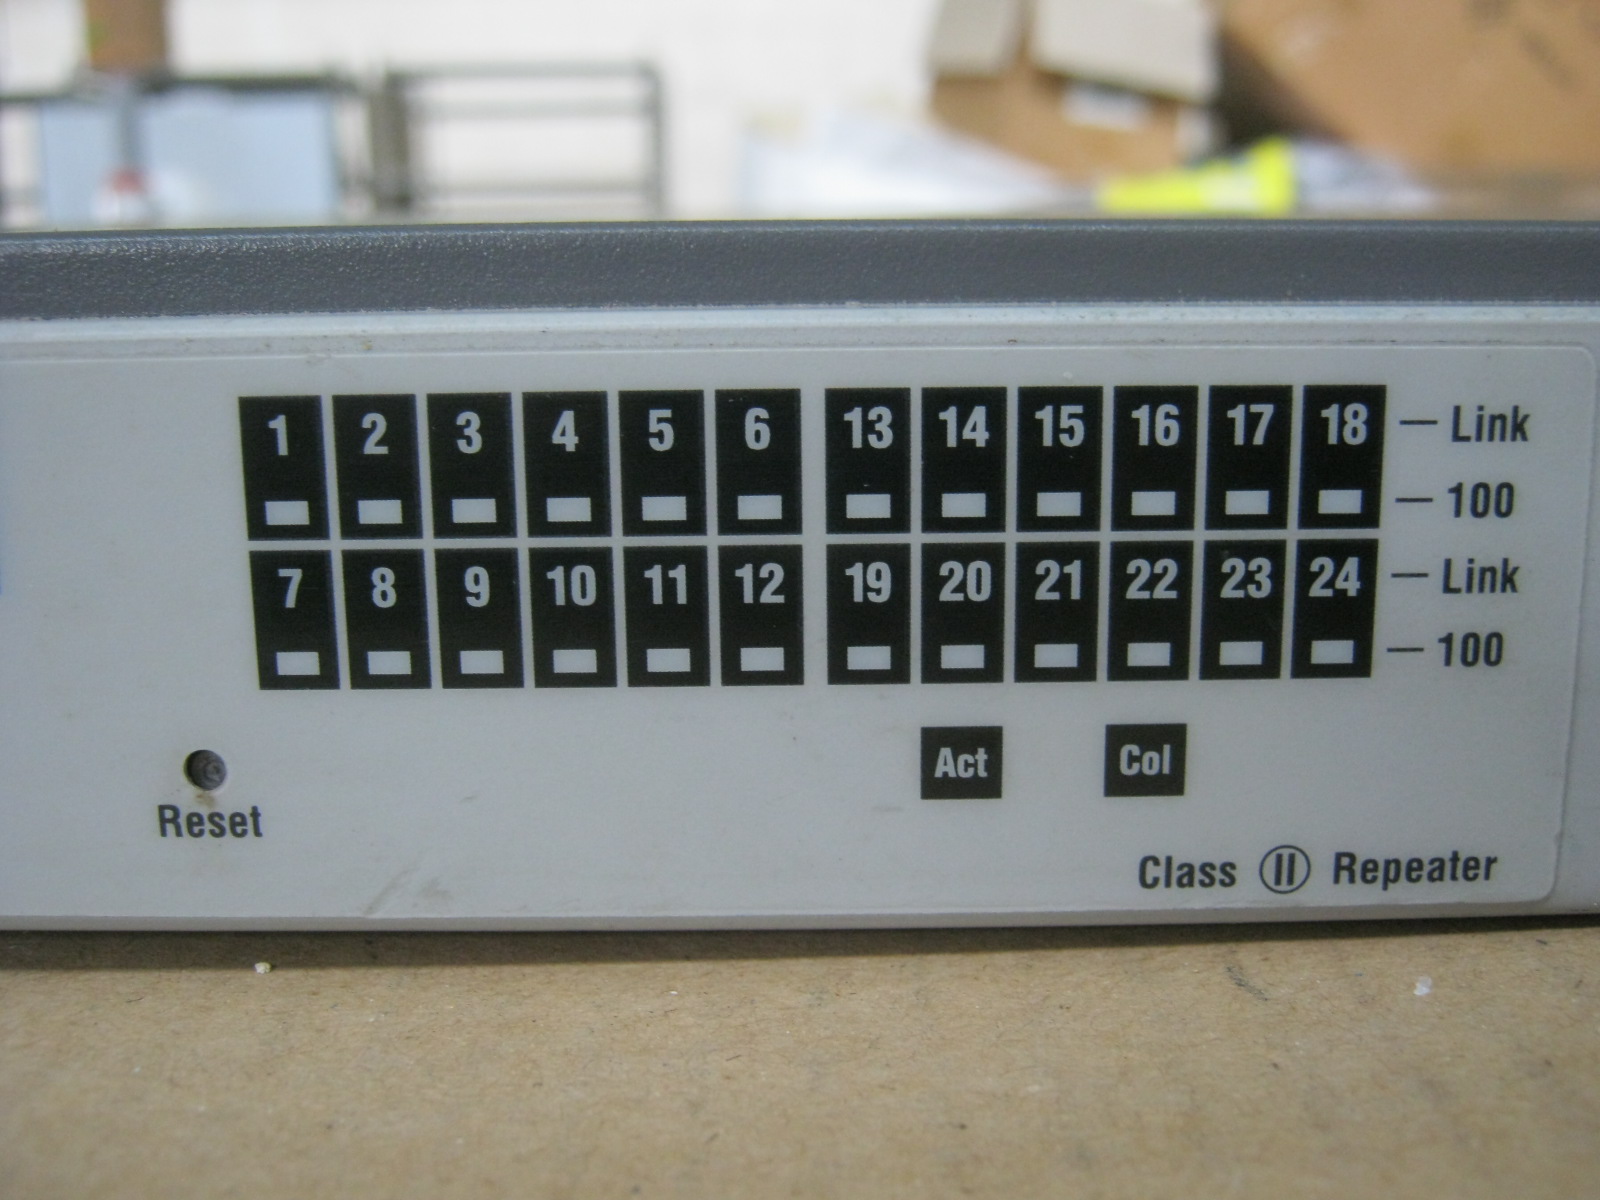 1 2 3 4 5 6 13 14 15 16 17 18 — Link
— 100
7 8 9 10 11 12 19 20 21 22 23 24 — Link
— 100
Act Col
Reset
Class II Repeater